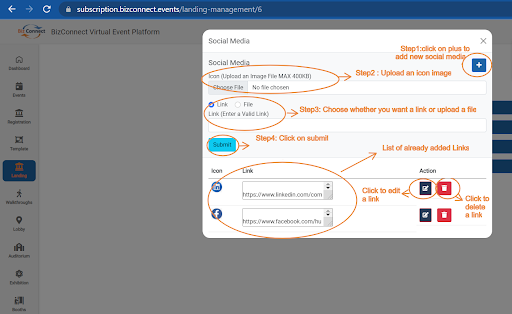 subscription.bizconnect.events/landing-management/6
BizConnect
BizConnect Virtual Event Platform
Dashboard
Events
Registration
Template
Landing
Walkthroughs
Lobby
Auditorium
Exhibition
Social Media
Step1:click on plus to
add new social media
Social Media
Icon (Upload an Image File MAX 400KB)
Step2 : Upload an icon image
Choose File No file chosen
Link File
Step3: Choose whether you want a link or upload a file
Link (Enter a Valid Link)
Step4: Click on submit
Submit
List of already added Links
Icon Link Action
https://www.linkedin.com/com
Click to edit
a link
Click to
delete
a link
https://www.facebook.com/hu